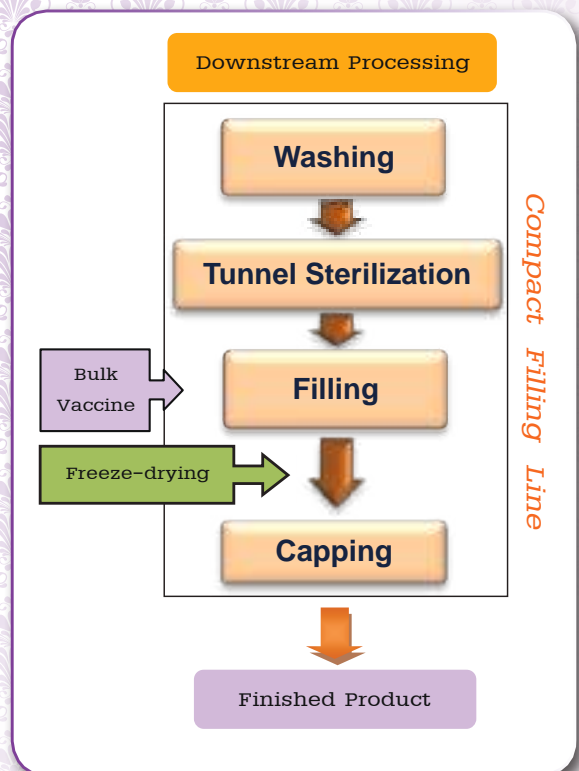 Downstream Processing
Washing
Tunnel Sterilization
Bulk
Vaccine
Filling
Freeze-drying
Capping
Compact Filling Line
Finished Product